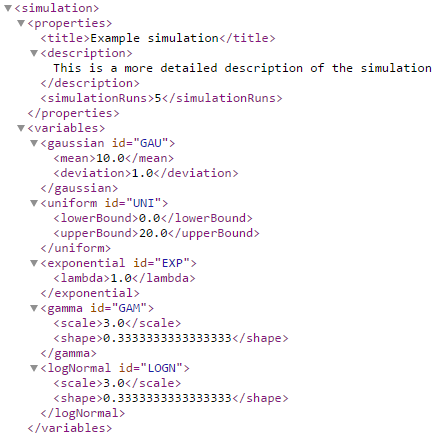 <simulation>
<properties>
<title>Example simulation</title>
<description>
This is a more detailed description of the simulation
</description>
<simulationRuns>5</simulationRuns>
</properties>
<variables>
<gaussian id="GAU">
<mean>10.0</mean>
<deviation>1.0</deviation>
</gaussian>
<uniform id="UNI">
<lowerBound>0.0</lowerBound>
<upperBound>20.0</upperBound>
</uniform>
<exponential id="EXP">
<lambda>1.0</lambda>
</exponential>
<gamma id="GAM">
<scale>3.0</scale>
<shape>0.3333333333333333</shape>
</gamma>
<logNormal id="LOGN">
<scale>3.0</scale>
<shape>0.3333333333333333</shape>
</logNormal>
</variables>